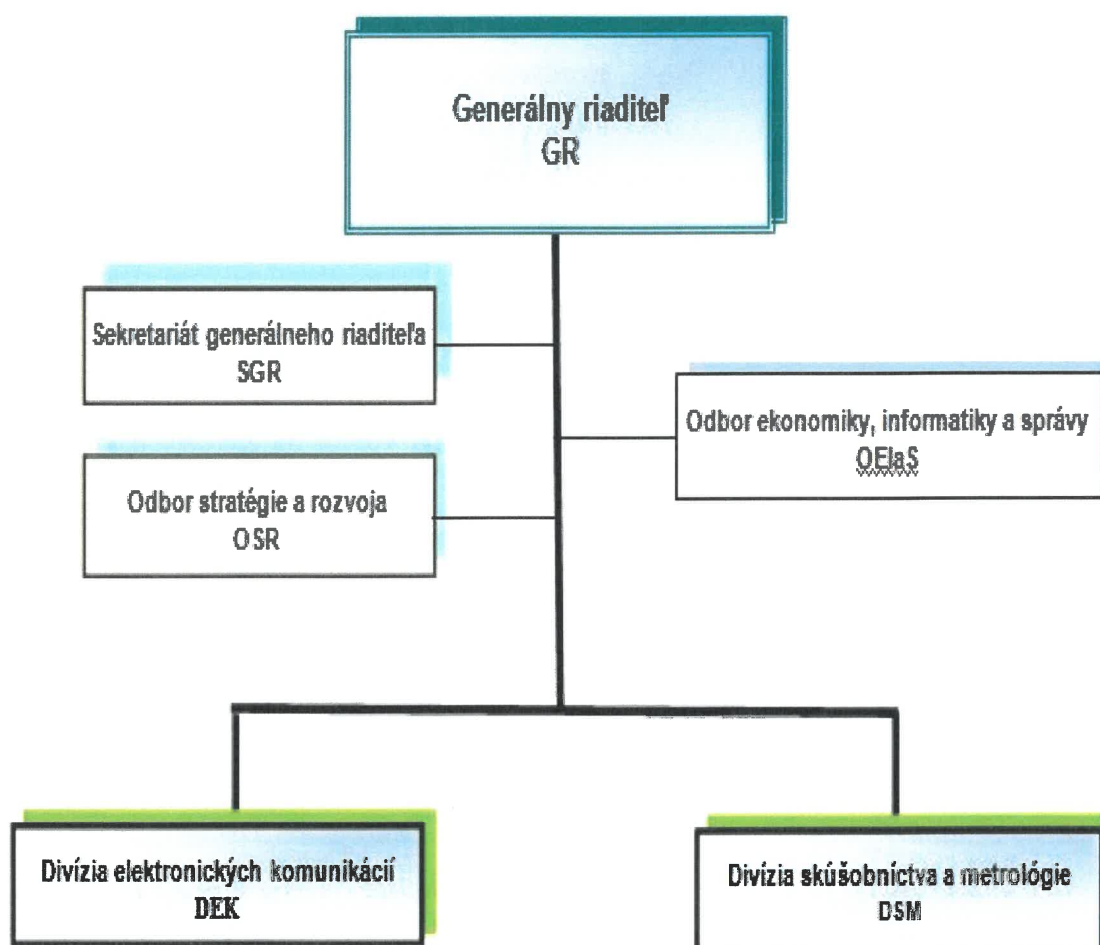 Generálny riaditeľ
GR
Sekretariát generálneho riaditeľa
SGR
Odbor ekonomiky, informatiky a správy
OEIaS
Odbor stratégie a rozvoja
OSR
Divízia elektronických komunikácií
DEK
Divízia skúšobníctva a metrológie
DSM